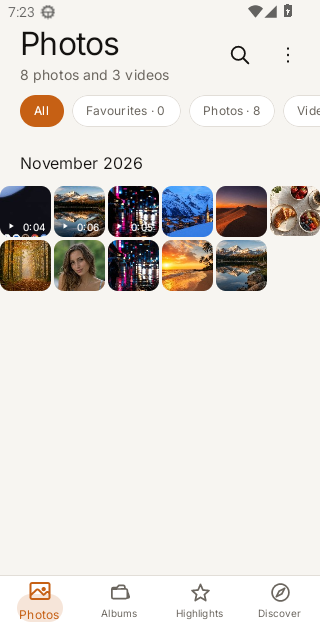 7:23
Photos
8 photos and 3 videos
All
Favourites · 0
Photos · 8
Vide
November 2026
0:04
0:06
0:05
Photos
Albums
Highlights
Discover